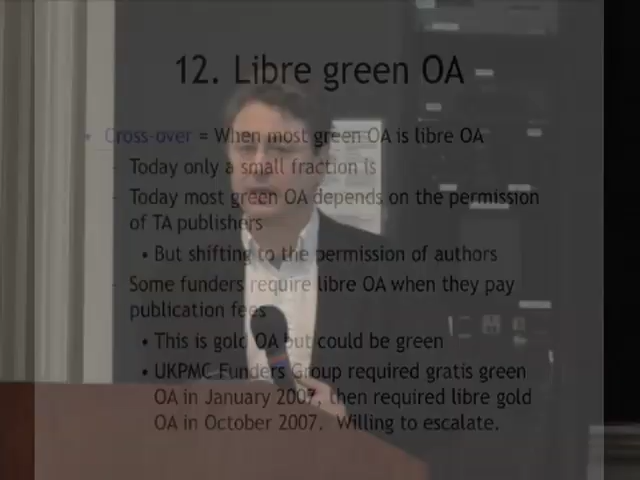 12. Libre green OA
• Cross-over = When most green OA is libre OA
- Today only a small fraction is
- Today most green OA depends on the permission
of TA publishers
• But shifting to the permission of authors
- Some funders require libre OA when they pay
publication fees
• This is gold OA but could be green
• UKPMC Funders Group required gratis green
OA in January 2007, then required libre gold
OA in October 2007.  Willing to escalate.